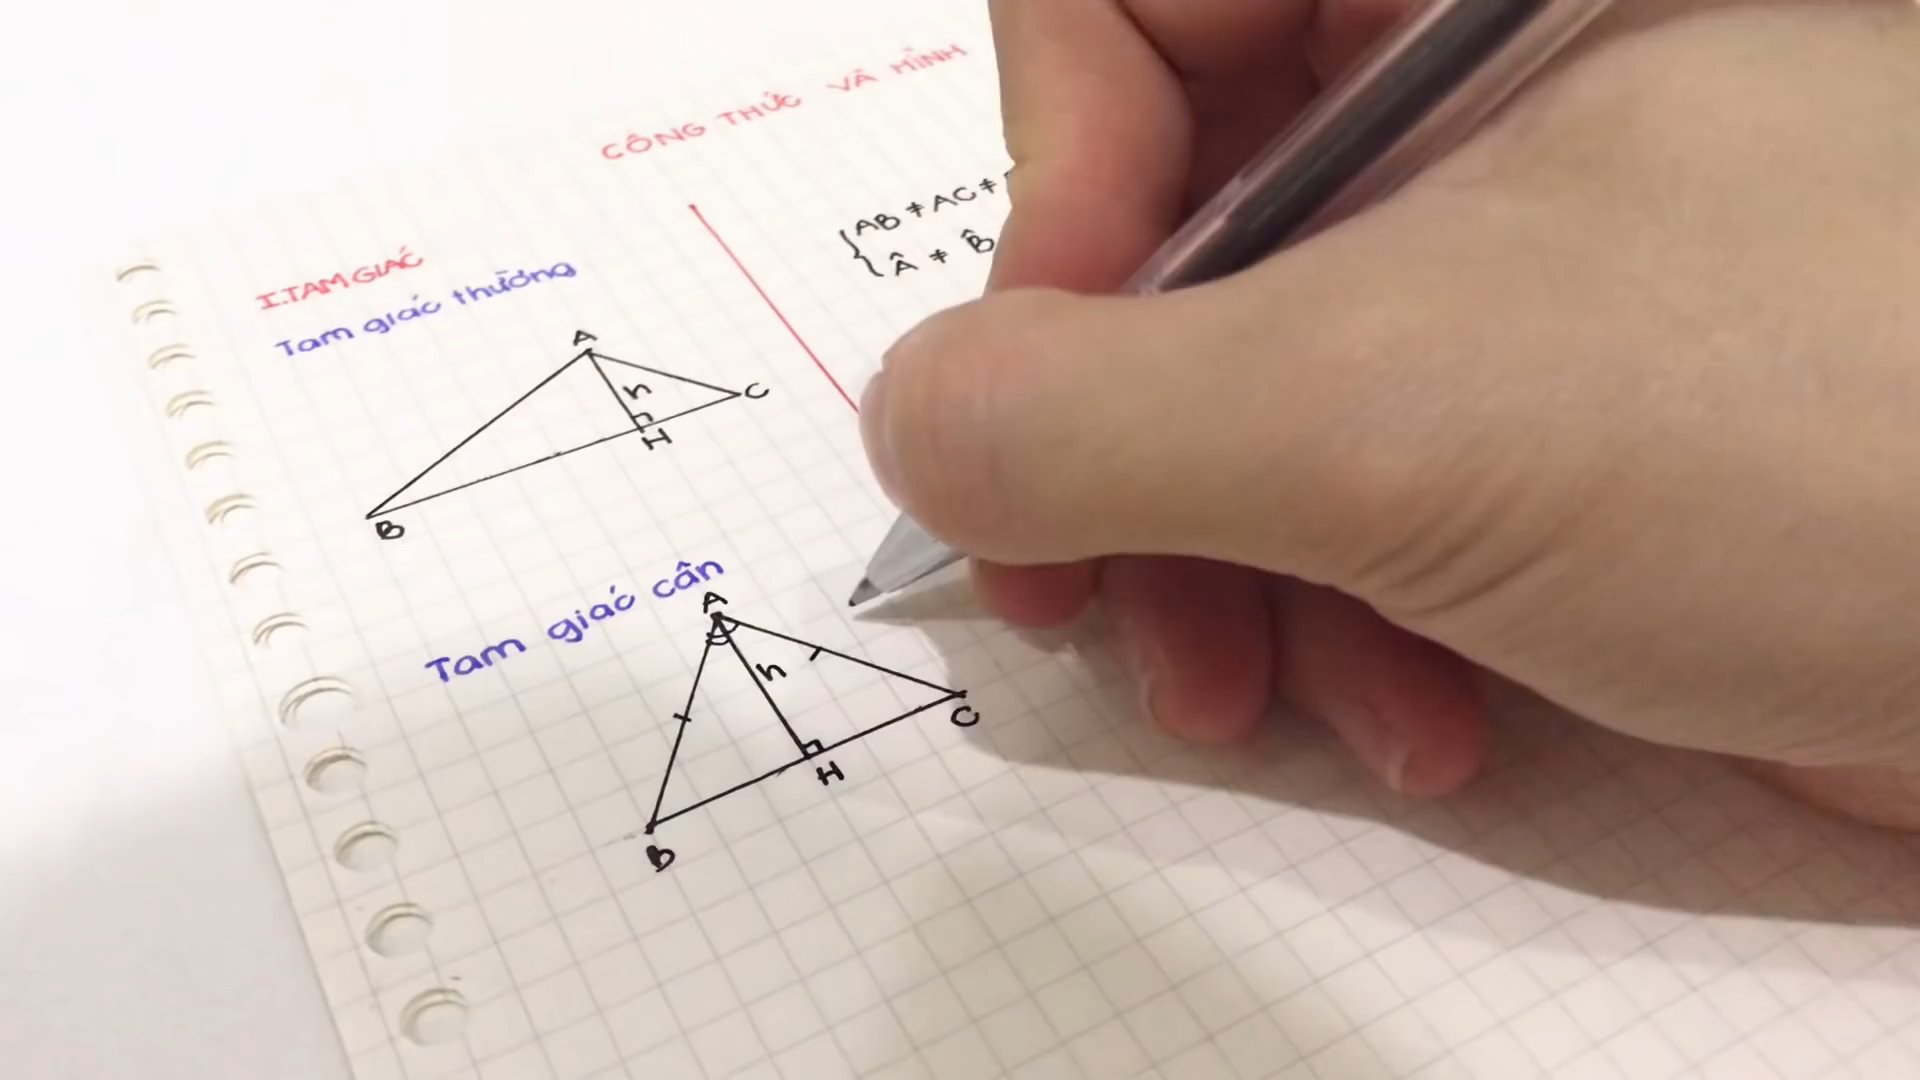 CÔNG THỨC VÀ HÌNH
I. TAM GIÁC
Tam giác thường
AB ≠ AC ≠
Â ≠ B̂
A
h
C
H
B
Tam giác cân
A
h
C
H
B